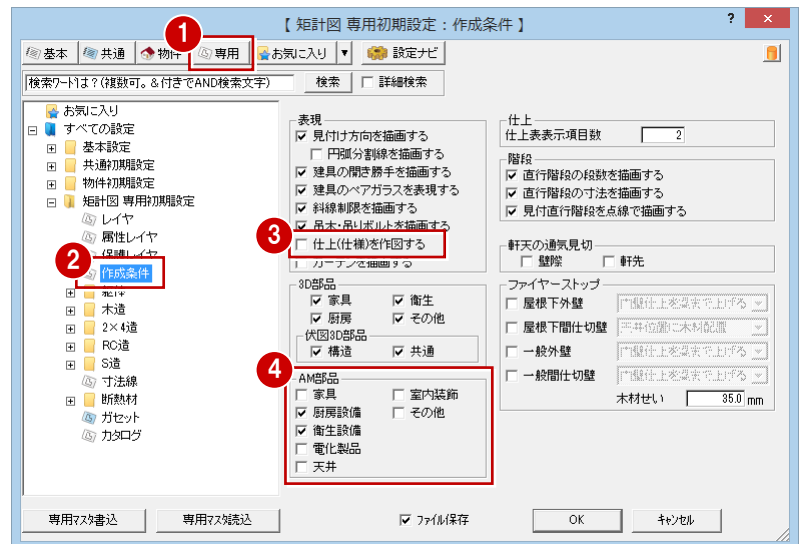 【 矩計図 専用初期設定：作成条件 】
? ×
1
基本 共通 物件 専用 お気に入り ▼ 設定ナビ
検索ワードは？(複数可。＆付きでAND検索文字) 検索 詳細検索
お気に入り
すべての設定
基本設定
共通初期設定
物件初期設定
矩計図 専用初期設定
レイヤ
属性レイヤ
保護レイヤ
2
作成条件
躯体
木造
2×4造
RC造
S造
寸法線
断熱材
ガセット
カタログ
表現
見付け方向を描画する
円弧分割線を描画する
建具の開き勝手を描画する
建具のペアガラスを表現する
斜線制限を描画する
吊木・吊りボルトを描画する
3
仕上(仕様)を作図する
カーテンを描画する
3D部品
家具 衛生
厨房 その他
伏図3D部品
構造 共通
4
AM部品
家具 室内装飾
厨房設備 その他
衛生設備
電化製品
天井
仕上
仕上表表示項目数 2
階段
直行階段の段数を描画する
直行階段の寸法を描画する
見付直行階段を点線で描画する
軒天の通気見切
壁際 軒先
ファイヤーストップ
屋根下外壁
屋根下間仕切壁
一般外壁
一般間仕切壁
木材せい 35.0 mm
専用マスタ書込 専用マスタ読込 ファイル保存 OK キャンセル